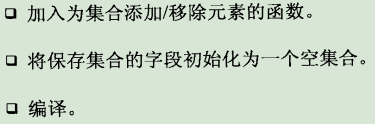 ❏ 加入为集合添加/移除元素的函数。
❏ 将保存集合的字段初始化为一个空集合。
❏ 编译。